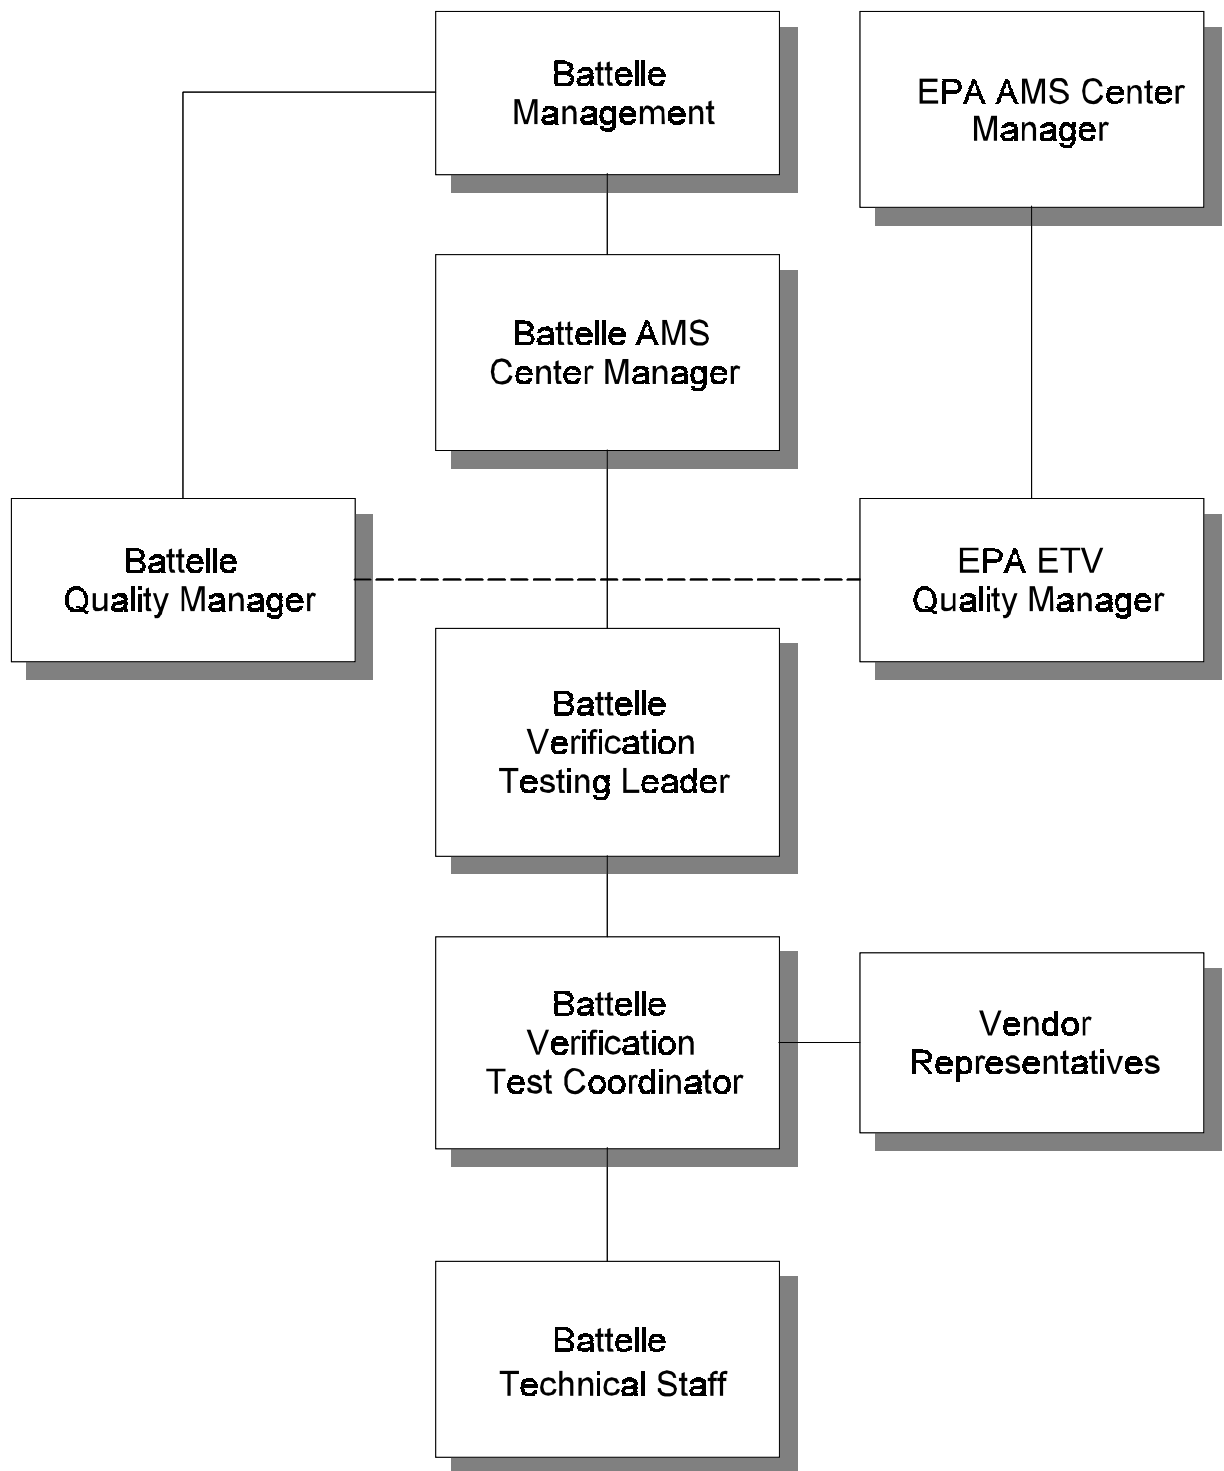 Battelle
Management
EPA AMS Center
Manager
Battelle AMS
Center Manager
Battelle
Quality Manager
EPA ETV
Quality Manager
Battelle
Verification
Testing Leader
Battelle
Verification
Test Coordinator
Vendor
Representatives
Battelle
Technical Staff